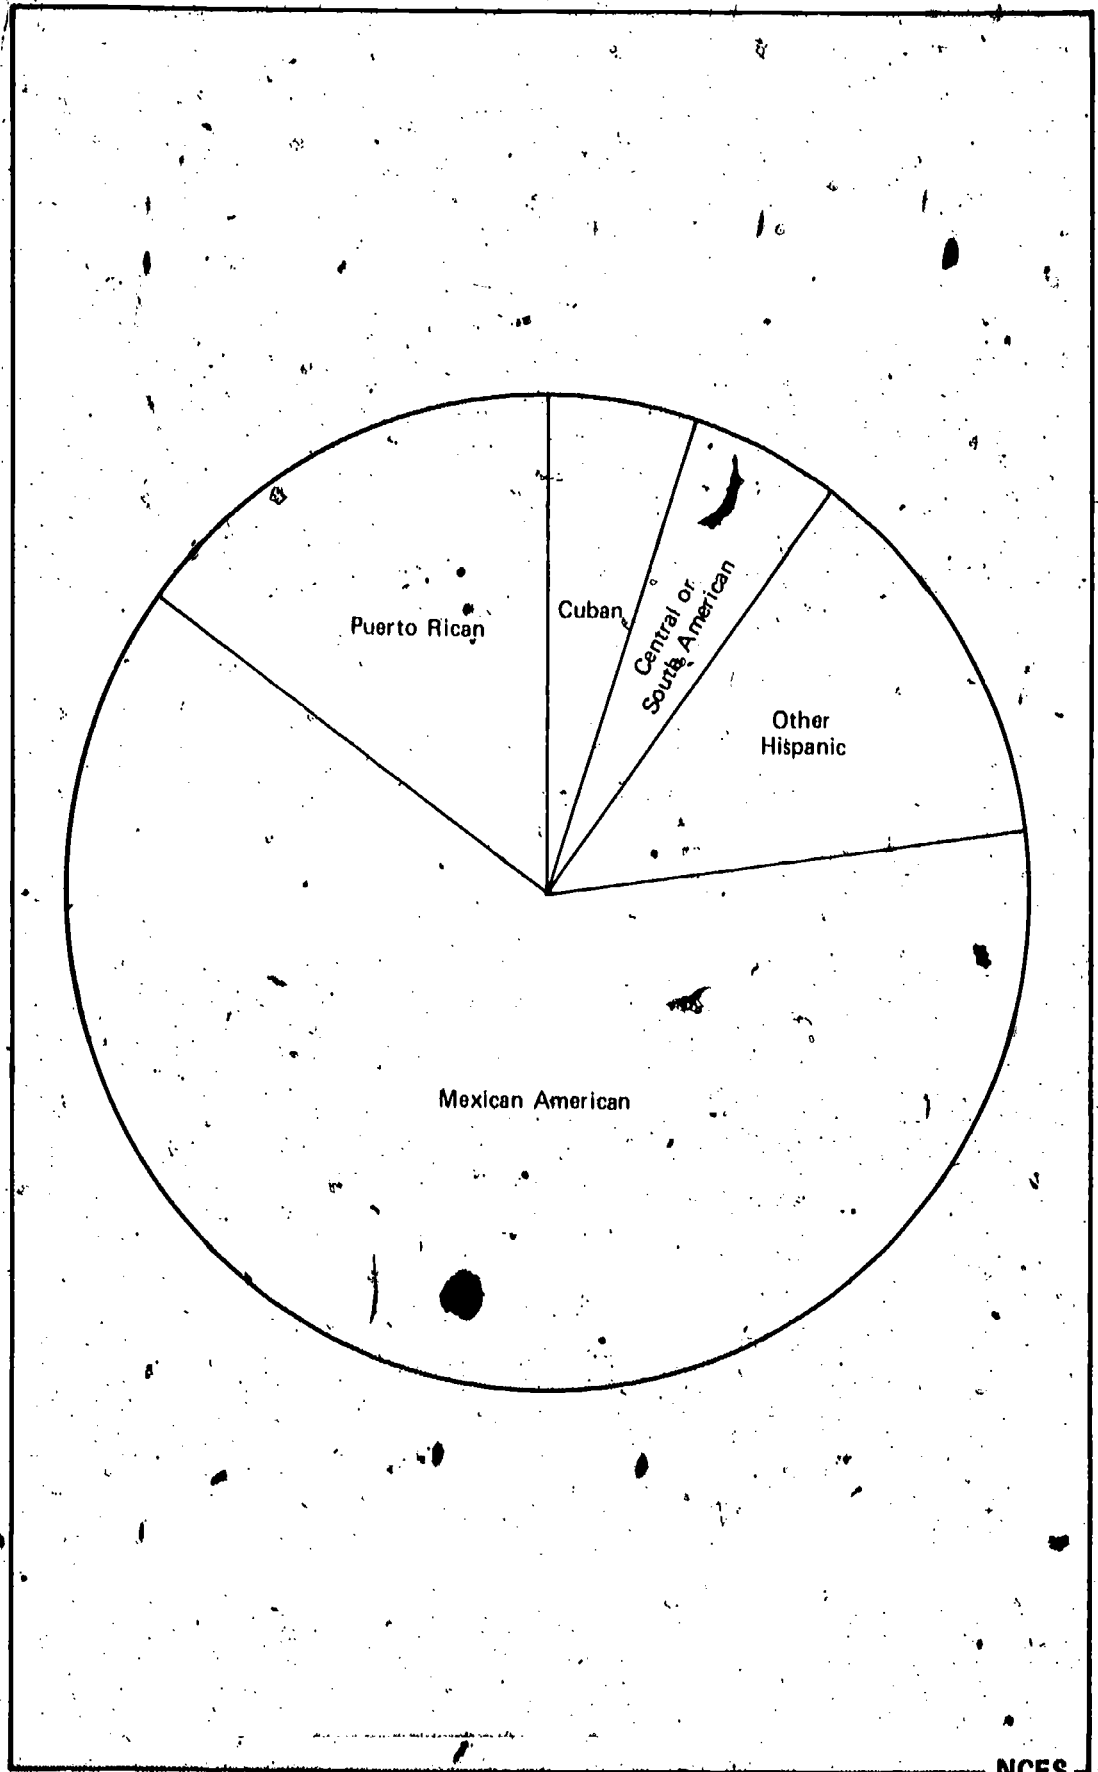 Puerto Rican
Cuban
Central or
South American
Other
Hispanic
Mexican American
NCES